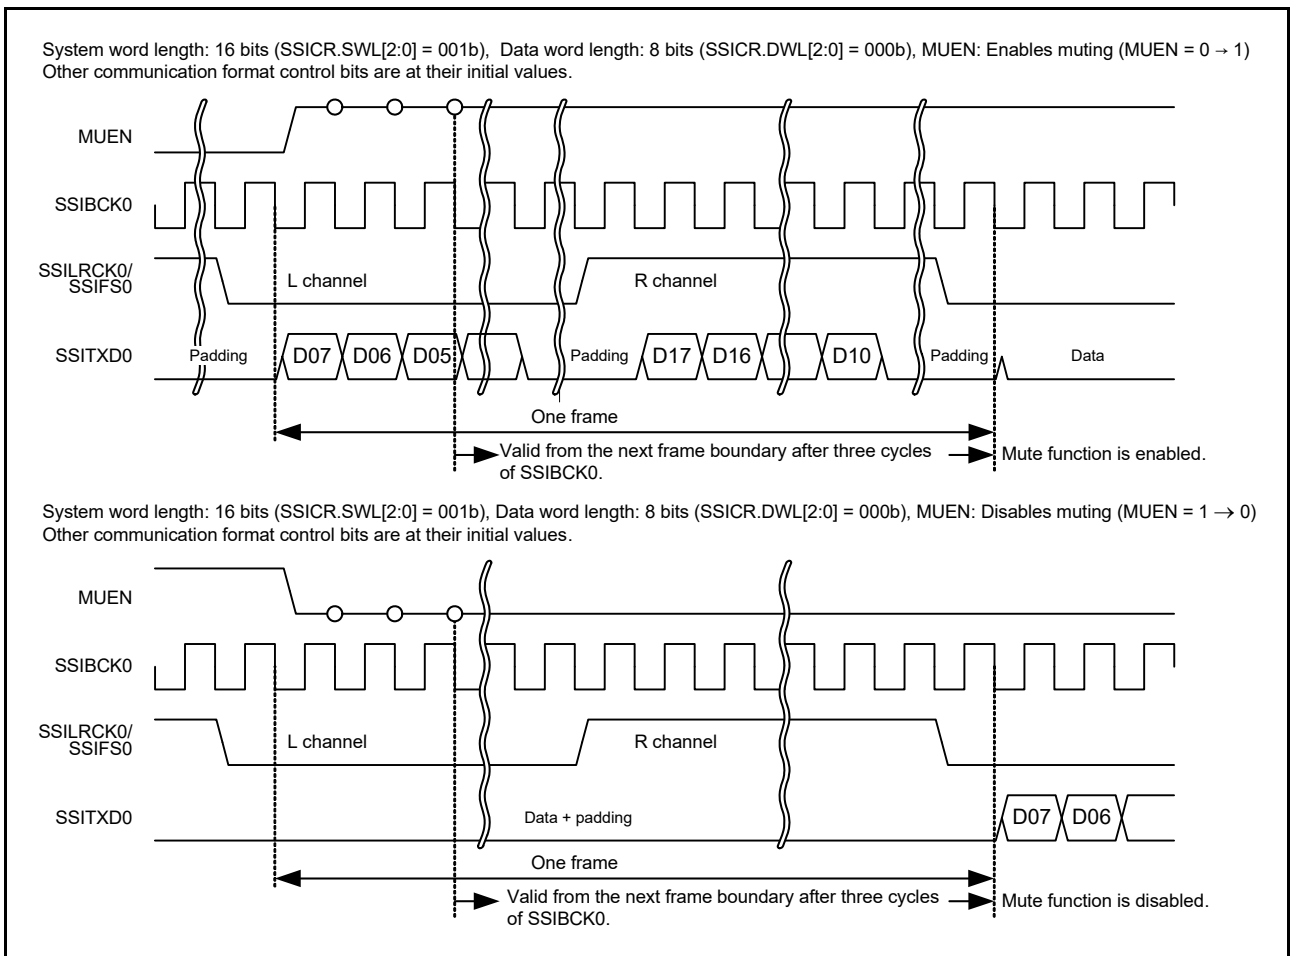 System word length: 16 bits (SSICR.SWL[2:0] = 001b), Data word length: 8 bits (SSICR.DWL[2:0] = 000b), MUEN: Enables muting (MUEN = 0 → 1)
Other communication format control bits are at their initial values.
MUEN
SSIBCK0
SSILRCK0/
SSIFS0
L channel
R channel
SSITXD0
Padding
D07
D06
D05
Padding
D17
D16
D10
Padding
Data
One frame
Valid from the next frame boundary after three cycles
of SSIBCK0.
Mute function is enabled.
System word length: 16 bits (SSICR.SWL[2:0] = 001b), Data word length: 8 bits (SSICR.DWL[2:0] = 000b), MUEN: Disables muting (MUEN = 1 → 0)
Other communication format control bits are at their initial values.
MUEN
SSIBCK0
SSILRCK0/
SSIFS0
L channel
R channel
SSITXD0
Data + padding
D07
D06
One frame
Valid from the next frame boundary after three cycles
of SSIBCK0.
Mute function is disabled.